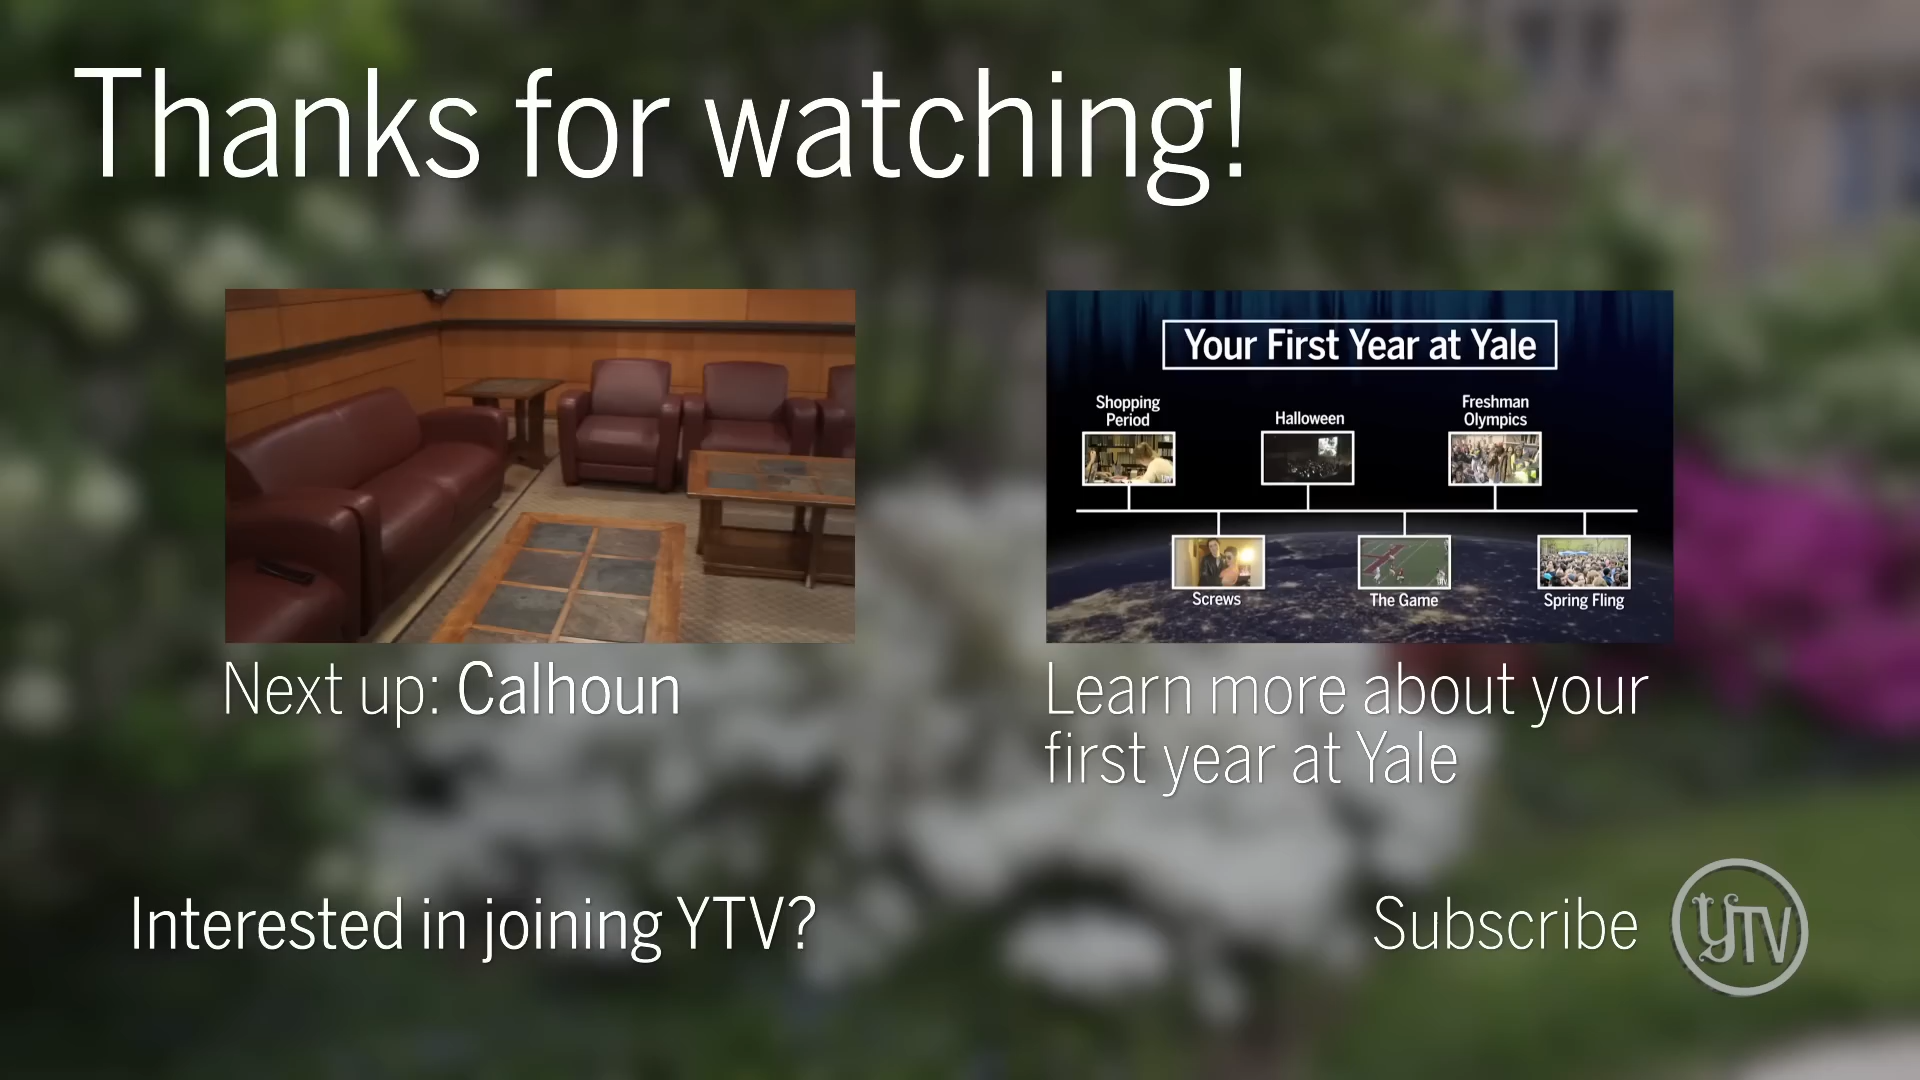 Thanks for watching!
Your First Year at Yale
Shopping
Period
Halloween
Freshman
Olympics
Screws
The Game
Spring Fling
Next up: Calhoun
Learn more about your
first year at Yale
Interested in joining YTV?
Subscribe
YTV